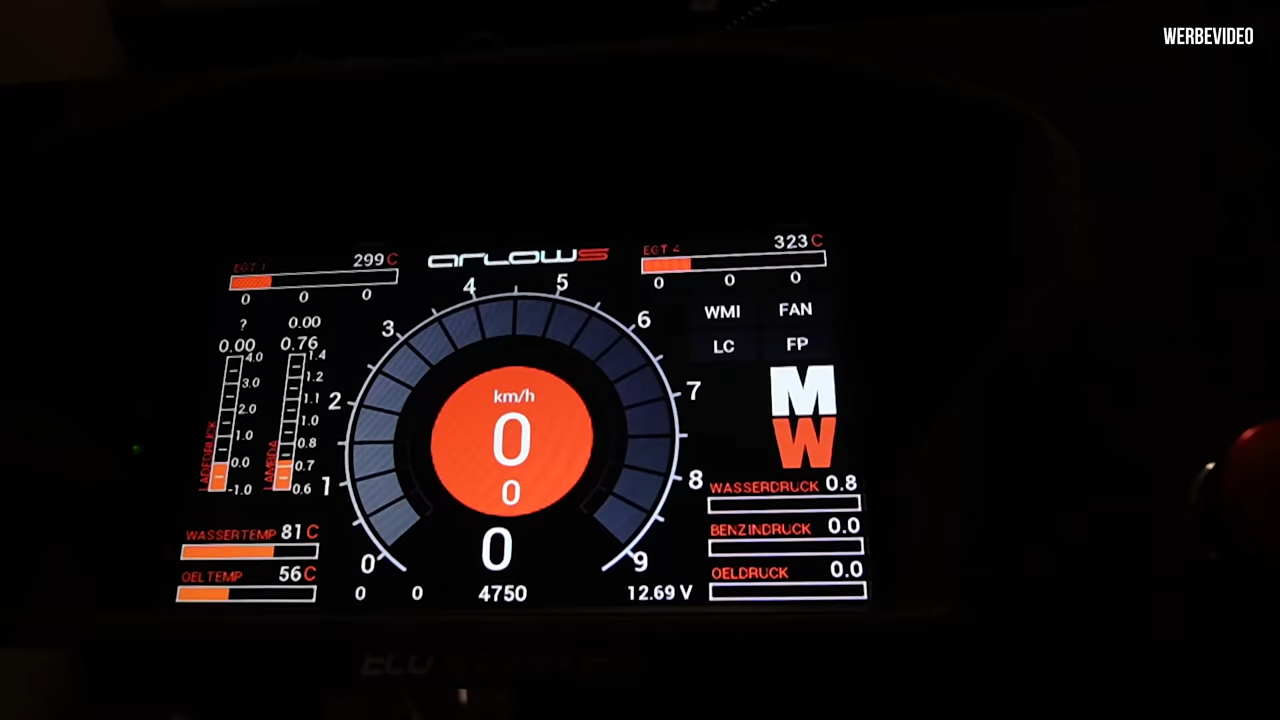 WERBEVIDEO
EGT 1 299 C
0 0 0
arlows
EGT 4 323 C
0 0 0
? 0.00
0.00 0.76
4.0
3.0
2.0
1.0
0.0
-1.0
LADEDRUCK
1.4
1.2
1.1
1.0
0.8
0.7
0.6
LAMBDA
0
1
2
3
4
5
6
7
8
9
km/h
0
0
0
0 0 4750 12.69 V
WMI FAN
LC FP
M
W
WASSERTEMP 81 C
OELTEMP 56 C
WASSERDRUCK 0.8
BENZINDRUCK 0.0
OELDRUCK 0.0